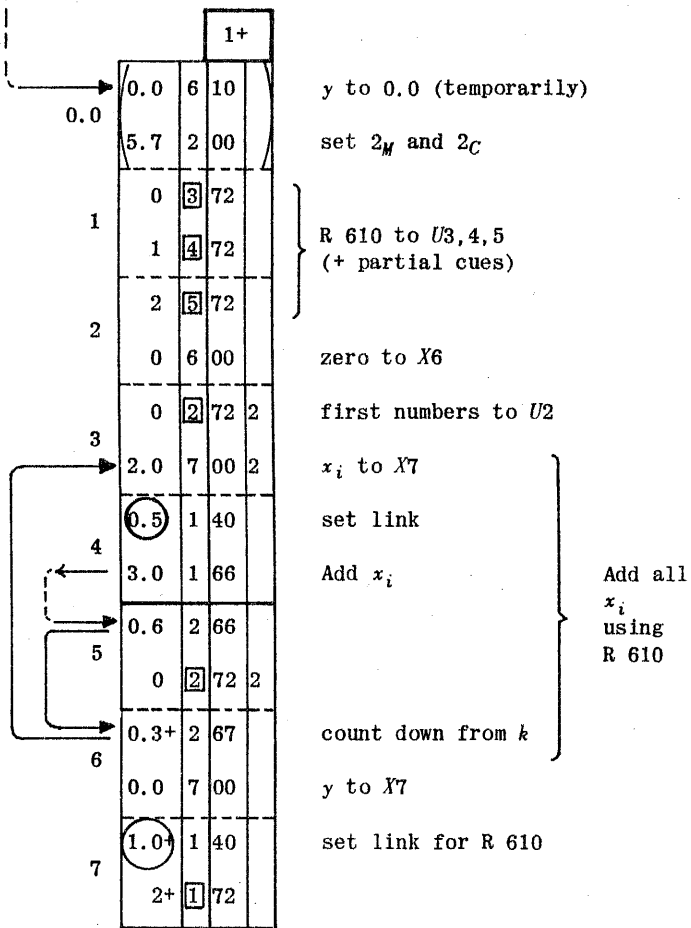 1+
0.0 6 10 y to 0.0 (temporarily)
0.0
5.7 2 00 set 2M and 2C
0 3 72
1
1 4 72 R 610 to U3,4,5
(+ partial cues)
2 5 72
2
0 6 00 zero to X6
0 2 72 2 first numbers to U2
3
2.0 7 00 2 xi to X7
0.5 1 40 set link
4
3.0 1 66 Add xi
Add all
xi
using
R 610
0.6 2 66
5
0 2 72 2
0.3+ 2 67 count down from k
6
0.0 7 00 y to X7
1.0+ 1 40 set link for R 610
7
2+ 1 72